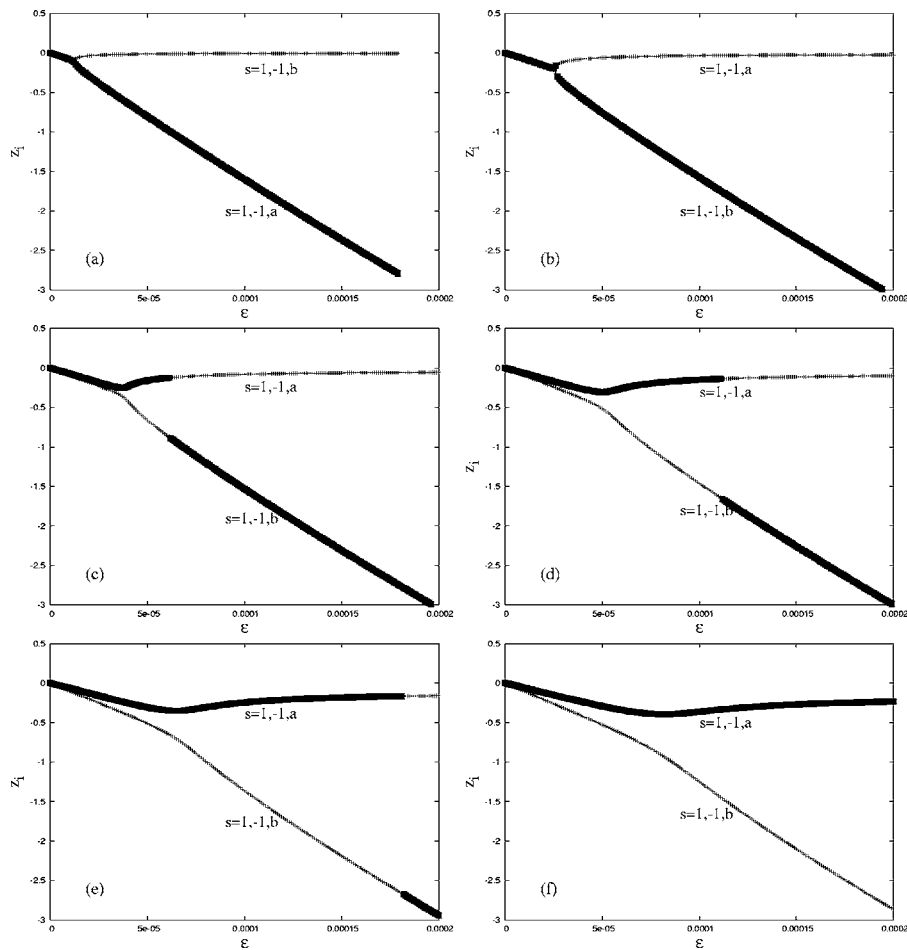 0.5
0
-0.5
-1
-1.5
-2
-2.5
-3
z_i
s=1,-1,b
s=1,-1,a
(a)
0 5e-05 0.0001 0.00015 0.0002
ε
0.5
0
-0.5
-1
-1.5
-2
-2.5
-3
z_i
s=1,-1,a
s=1,-1,b
(b)
0 5e-05 0.0001 0.00015 0.0002
ε
0.5
0
-0.5
-1
-1.5
-2
-2.5
-3
z_i
s=1,-1,a
s=1,-1,b
(c)
0 5e-05 0.0001 0.00015 0.0002
ε
0.5
0
-0.5
-1
-1.5
-2
-2.5
-3
z_i
s=1,-1,a
s=1,-1,b
(d)
0 5e-05 0.0001 0.00015 0.0002
ε
0.5
0
-0.5
-1
-1.5
-2
-2.5
-3
z_i
s=1,-1,a
s=1,-1,b
(e)
0 5e-05 0.0001 0.00015 0.0002
ε
0.5
0
-0.5
-1
-1.5
-2
-2.5
-3
z_i
s=1,-1,a
s=1,-1,b
(f)
0 5e-05 0.0001 0.00015 0.0002
ε